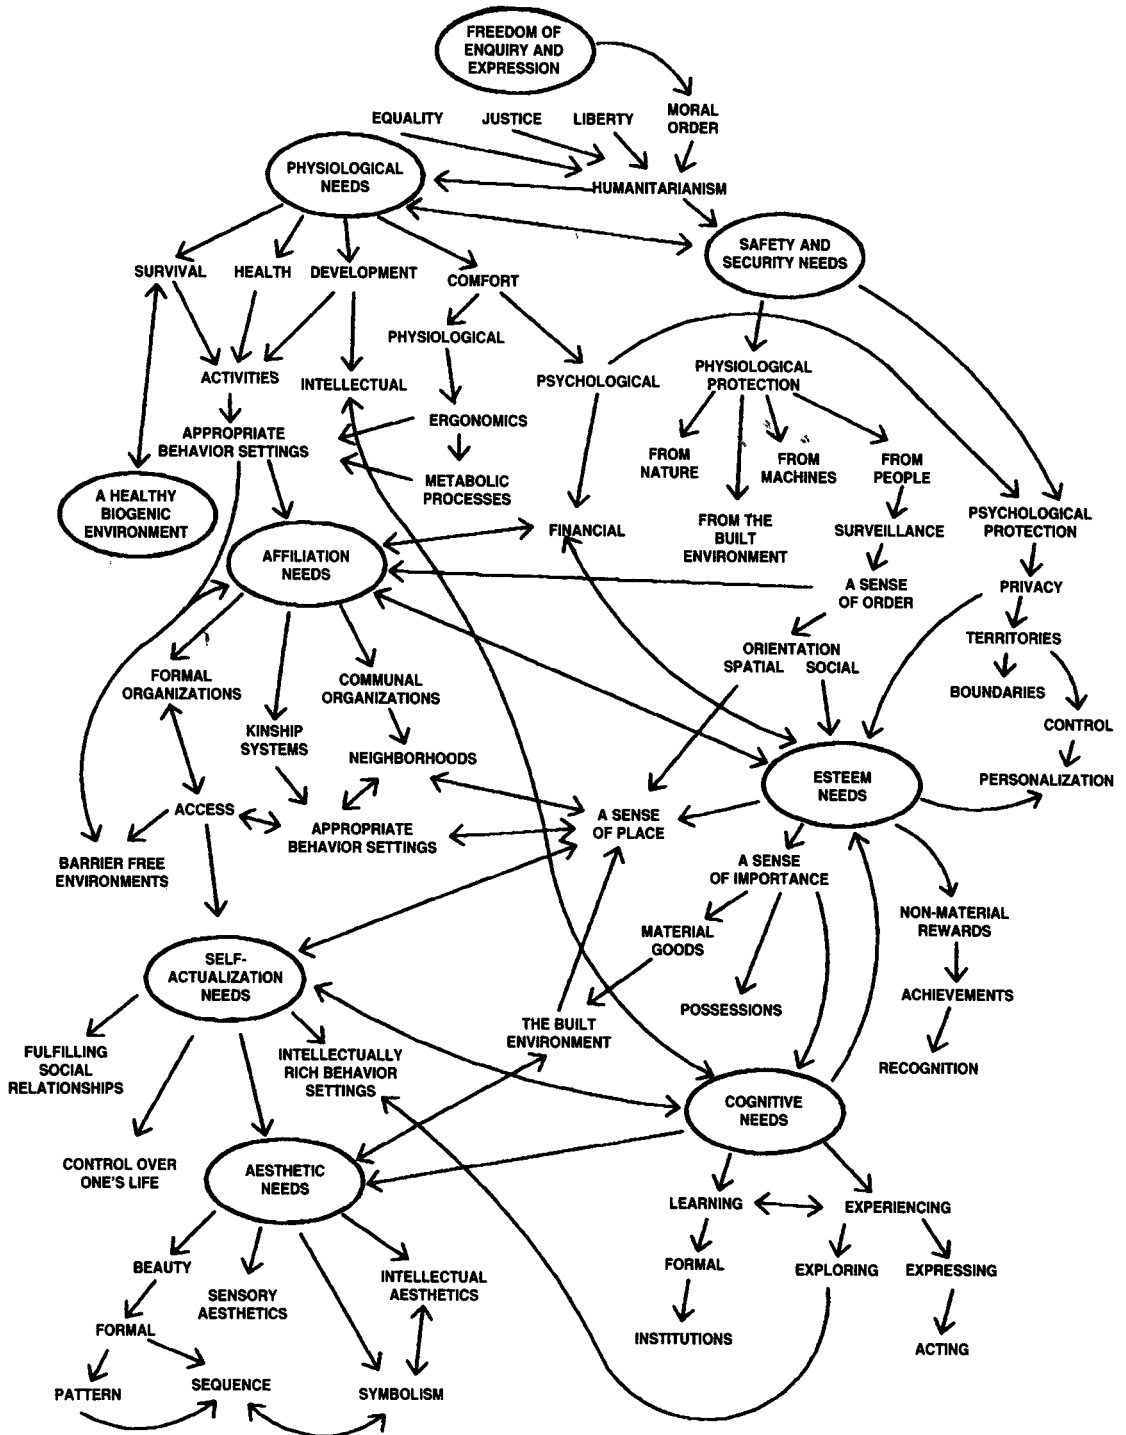 FREEDOM OF
ENQUIRY AND
EXPRESSION
MORAL
ORDER
EQUALITY
JUSTICE
LIBERTY
PHYSIOLOGICAL
NEEDS
HUMANITARIANISM
SAFETY AND
SECURITY NEEDS
SURVIVAL
HEALTH
DEVELOPMENT
COMFORT
PHYSIOLOGICAL
ACTIVITIES
INTELLECTUAL
PSYCHOLOGICAL
PHYSIOLOGICAL
PROTECTION
APPROPRIATE
BEHAVIOR SETTINGS
ERGONOMICS
METABOLIC
PROCESSES
FROM
NATURE
FROM
MACHINES
FROM
PEOPLE
A HEALTHY
BIOGENIC
ENVIRONMENT
FINANCIAL
FROM THE
BUILT
ENVIRONMENT
SURVEILLANCE
PSYCHOLOGICAL
PROTECTION
AFFILIATION
NEEDS
A SENSE
OF ORDER
PRIVACY
TERRITORIES
ORIENTATION
SPATIAL SOCIAL
BOUNDARIES
FORMAL
ORGANIZATIONS
COMMUNAL
ORGANIZATIONS
KINSHIP
SYSTEMS
NEIGHBORHOODS
CONTROL
PERSONALIZATION
ESTEEM
NEEDS
ACCESS
APPROPRIATE
BEHAVIOR SETTINGS
A SENSE
OF PLACE
BARRIER FREE
ENVIRONMENTS
A SENSE
OF IMPORTANCE
MATERIAL
GOODS
NON-MATERIAL
REWARDS
SELF-
ACTUALIZATION
NEEDS
POSSESSIONS
ACHIEVEMENTS
THE BUILT
ENVIRONMENT
RECOGNITION
FULFILLING
SOCIAL
RELATIONSHIPS
INTELLECTUALLY
RICH BEHAVIOR
SETTINGS
COGNITIVE
NEEDS
CONTROL OVER
ONE'S LIFE
AESTHETIC
NEEDS
LEARNING
EXPERIENCING
BEAUTY
SENSORY
AESTHETICS
INTELLECTUAL
AESTHETICS
FORMAL
EXPLORING
EXPRESSING
FORMAL
INSTITUTIONS
ACTING
PATTERN
SEQUENCE
SYMBOLISM